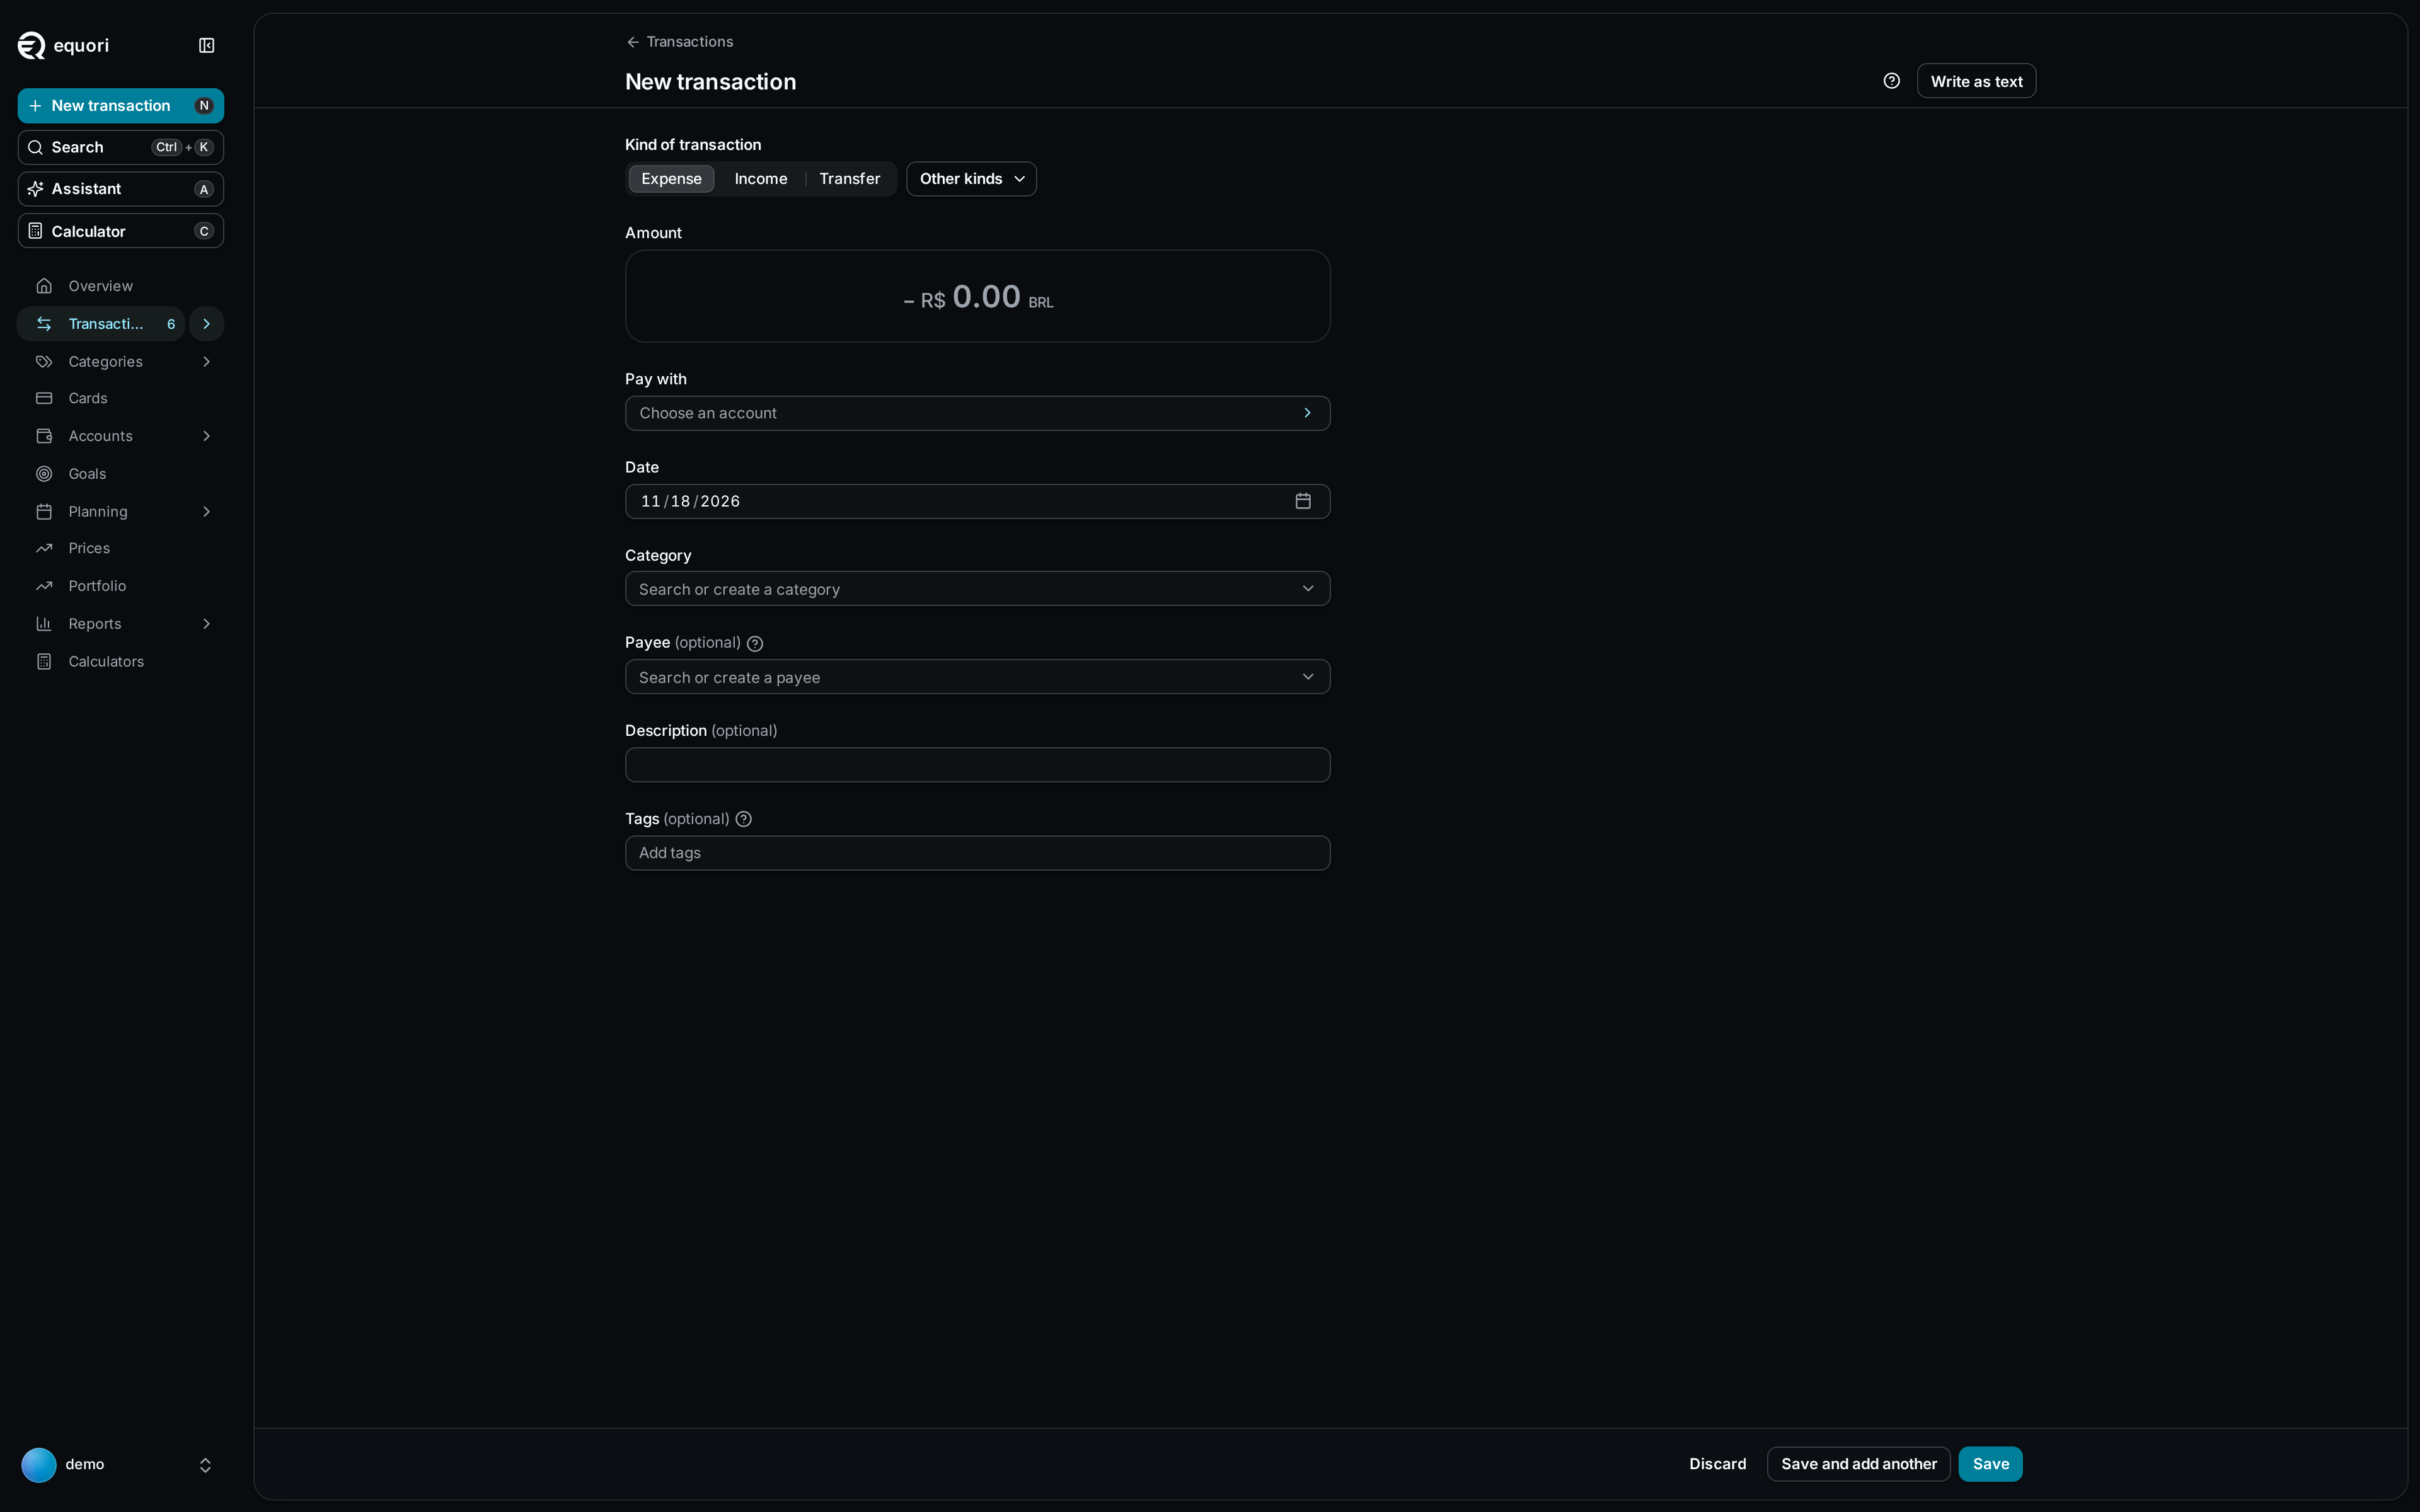 equori
New transaction N
Search Ctrl + K
Assistant A
Calculator C
Overview
Transacti... 6
Categories
Cards
Accounts
Goals
Planning
Prices
Portfolio
Reports
Calculators
demo
Transactions
New transaction
Write as text
Kind of transaction
Expense Income Transfer Other kinds
Amount
– R$ 0.00 BRL
Pay with
Choose an account
Date
11/18/2026
Category
Search or create a category
Payee (optional)
Search or create a payee
Description (optional)
Tags (optional)
Add tags
Discard Save and add another Save